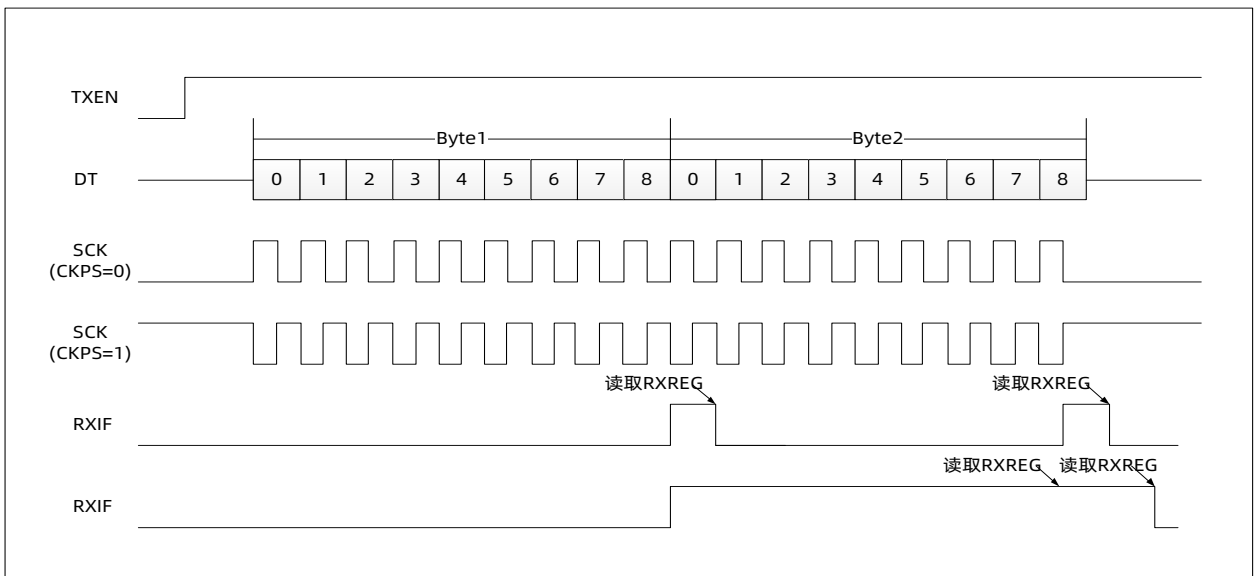 TXEN
Byte1 Byte2
DT 0 1 2 3 4 5 6 7 8 0 1 2 3 4 5 6 7 8
SCK
(CKPS=0)
SCK
(CKPS=1)
读取RXREG 读取RXREG
RXIF
读取RXREG 读取RXREG
RXIF